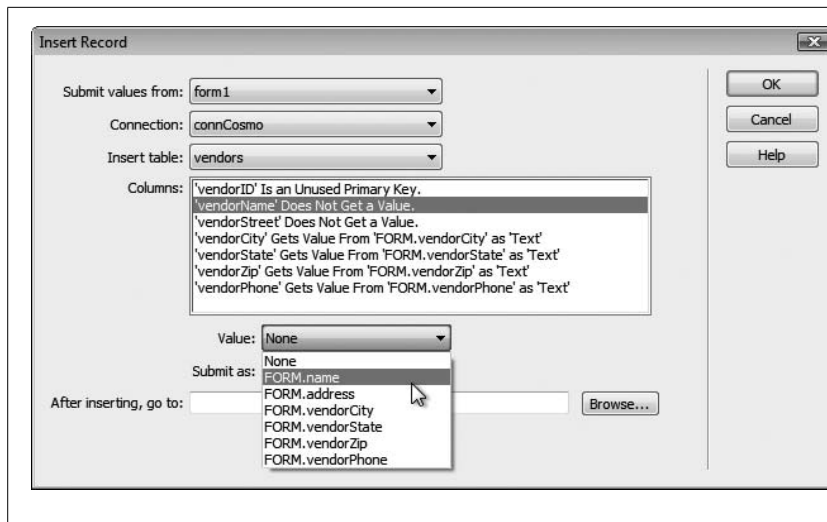 Insert Record
Submit values from: form1
OK
Connection: connCosmo
Cancel
Insert table: vendors
Help
Columns: 'vendorID' Is an Unused Primary Key.
'vendorName' Does Not Get a Value.
'vendorStreet' Does Not Get a Value.
'vendorCity' Gets Value From 'FORM.vendorCity' as 'Text'
'vendorState' Gets Value From 'FORM.vendorState' as 'Text'
'vendorZip' Gets Value From 'FORM.vendorZip' as 'Text'
'vendorPhone' Gets Value From 'FORM.vendorPhone' as 'Text'
Value: None
None
Submit as:
FORM.name
FORM.address
After inserting, go to:
Browse...
FORM.vendorCity
FORM.vendorState
FORM.vendorZip
FORM.vendorPhone